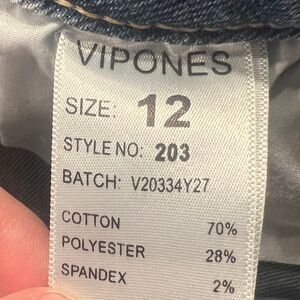 VIPONES
SIZE: 12
STYLE NO: 203
BATCH: V20334Y27
COTTON 70%
POLYESTER 28%
SPANDEX 2%